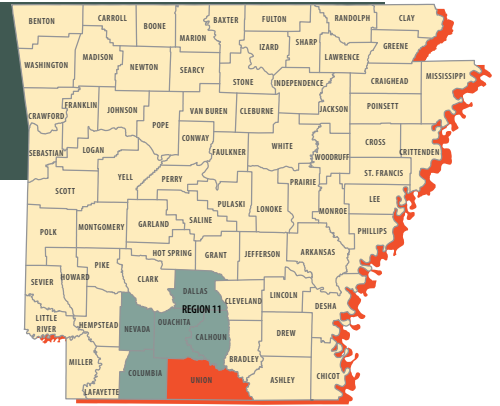 BENTON
CARROLL
BOONE
BAXTER
FULTON
RANDOLPH
CLAY
MARION
IZARD
SHARP
GREENE
WASHINGTON
MADISON
NEWTON
SEARCY
STONE
LAWRENCE
INDEPENDENCE
CRAIGHEAD
MISSISSIPPI
CRAWFORD
FRANKLIN
JOHNSON
POPE
VAN BUREN
CLEBURNE
JACKSON
POINSETT
SEBASTIAN
LOGAN
CONWAY
FAULKNER
WHITE
WOODRUFF
CROSS
CRITTENDEN
SCOTT
YELL
PERRY
PRAIRIE
ST. FRANCIS
PULASKI
LONOKE
MONROE
LEE
POLK
MONTGOMERY
GARLAND
SALINE
PHILLIPS
HOT SPRING
GRANT
JEFFERSON
ARKANSAS
SEVIER
HOWARD
PIKE
CLARK
DALLAS
CLEVELAND
LINCOLN
DESHA
REGION 11
LITTLE
RIVER
HEMPSTEAD
NEVADA
OUACHITA
CALHOUN
DREW
MILLER
LAFAYETTE
COLUMBIA
UNION
BRADLEY
ASHLEY
CHICOT